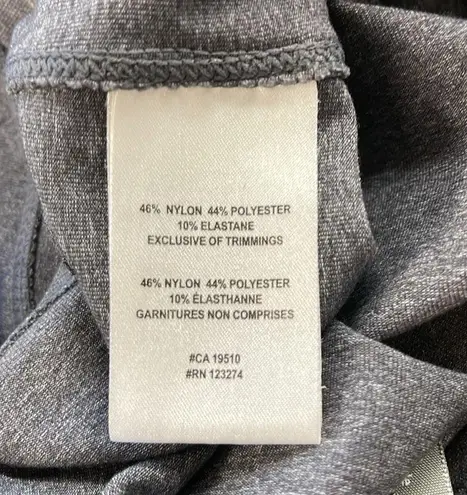 46% NYLON 44% POLYESTER
10% ELASTANE
EXCLUSIVE OF TRIMMINGS
46% NYLON 44% POLYESTER
10% ÉLASTHANNE
GARNITURES NON COMPRISES
#CA 19510
#RN 123274